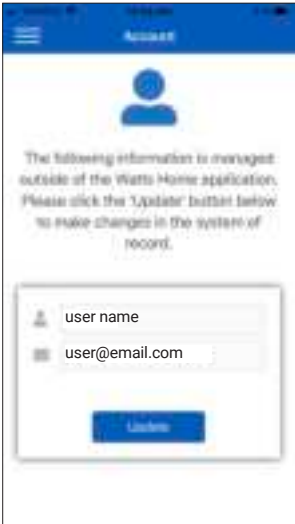 Account
The following information is managed
outside of the Watts Home application.
Please click the 'Update' button below
to make changes in the system of
record.
user name
user@email.com
Update